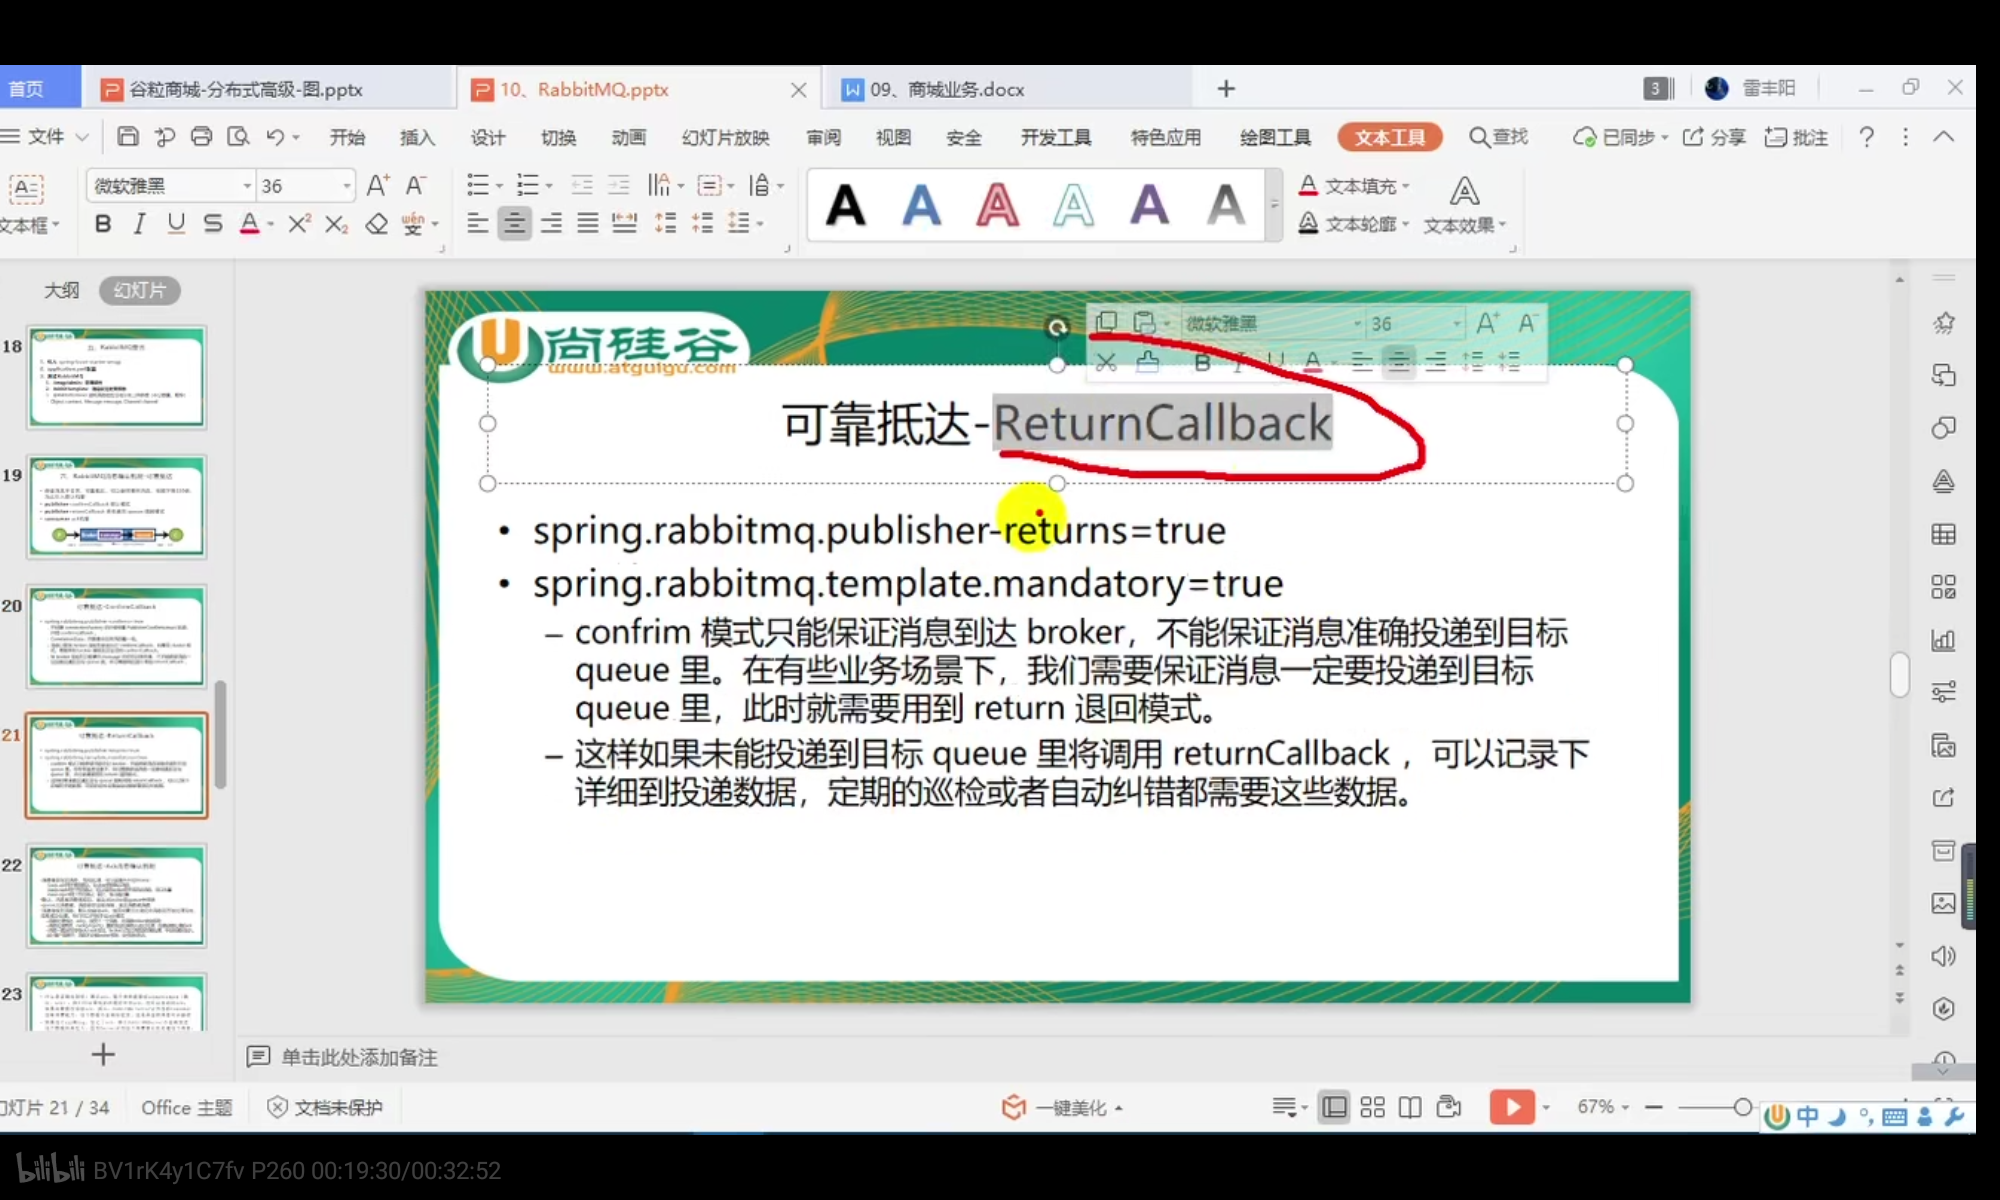 首页
谷粒商城-分布式高级-图.pptx
10、RabbitMQ.pptx
09、商城业务.docx
3
雷丰阳
文件
开始
插入
设计
切换
动画
幻灯片放映
审阅
视图
安全
开发工具
特色应用
绘图工具
文本工具
查找
已同步
分享
批注
文本框
微软雅黑
36
文本填充
文本轮廓
文本效果
大纲
幻灯片
18
19
20
21
22
23
尚硅谷
www.atguigu.com
微软雅黑
36
可靠抵达-ReturnCallback
• spring.rabbitmq.publisher-returns=true
• spring.rabbitmq.template.mandatory=true
– confrim 模式只能保证消息到达 broker，不能保证消息准确投递到目标
queue 里。在有些业务场景下，我们需要保证消息一定要投递到目标
queue 里，此时就需要用到 return 退回模式。
– 这样如果未能投递到目标 queue 里将调用 returnCallback ，可以记录下
详细到投递数据，定期的巡检或者自动纠错都需要这些数据。
单击此处添加备注
幻灯片 21 / 34
Office 主题
文档未保护
一键美化
67%
中
bilibili BV1rK4y1C7fv P260 00:19:30/00:32:52